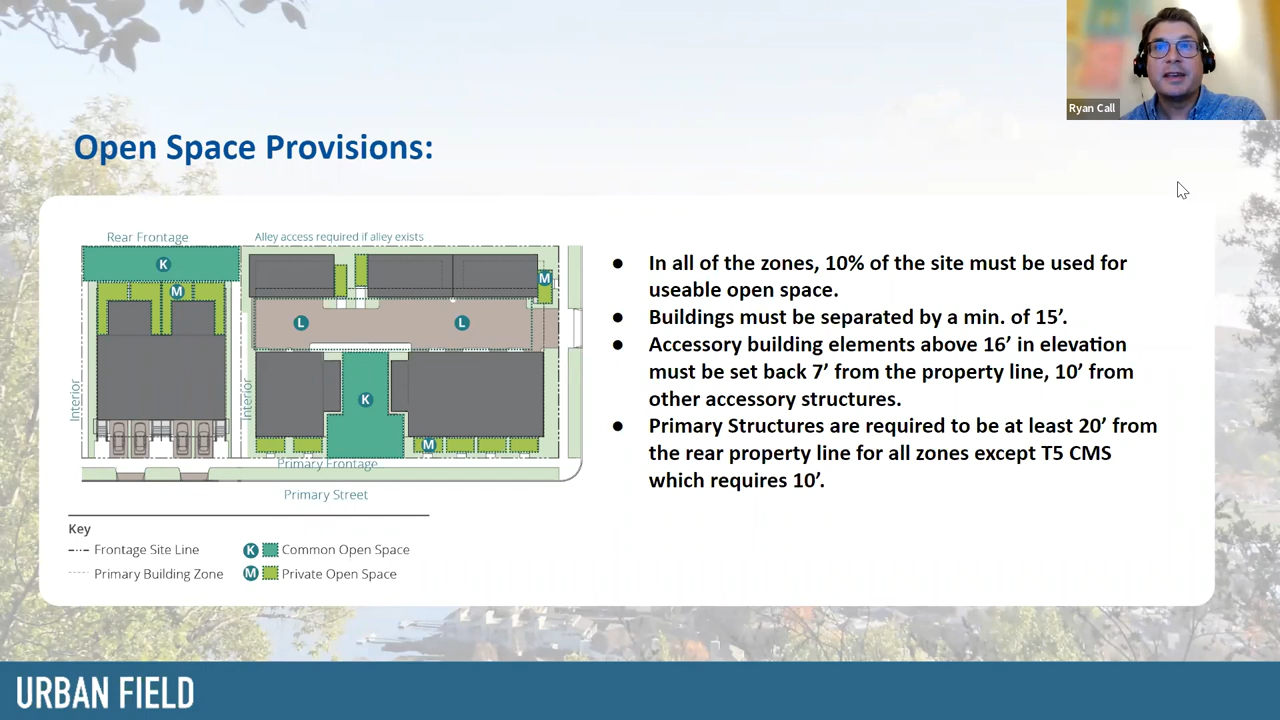 Ryan Call
Open Space Provisions:
Rear Frontage
Alley access required if alley exists
K
M
M
L
L
Interior
Interior
K
M
Primary Frontage
Primary Street
Key
Frontage Site Line
K Common Open Space
Primary Building Zone
M Private Open Space
● In all of the zones, 10% of the site must be used for
useable open space.
● Buildings must be separated by a min. of 15’.
● Accessory building elements above 16’ in elevation
must be set back 7’ from the property line, 10’ from
other accessory structures.
● Primary Structures are required to be at least 20’ from
the rear property line for all zones except T5 CMS
which requires 10’.
URBAN FIELD